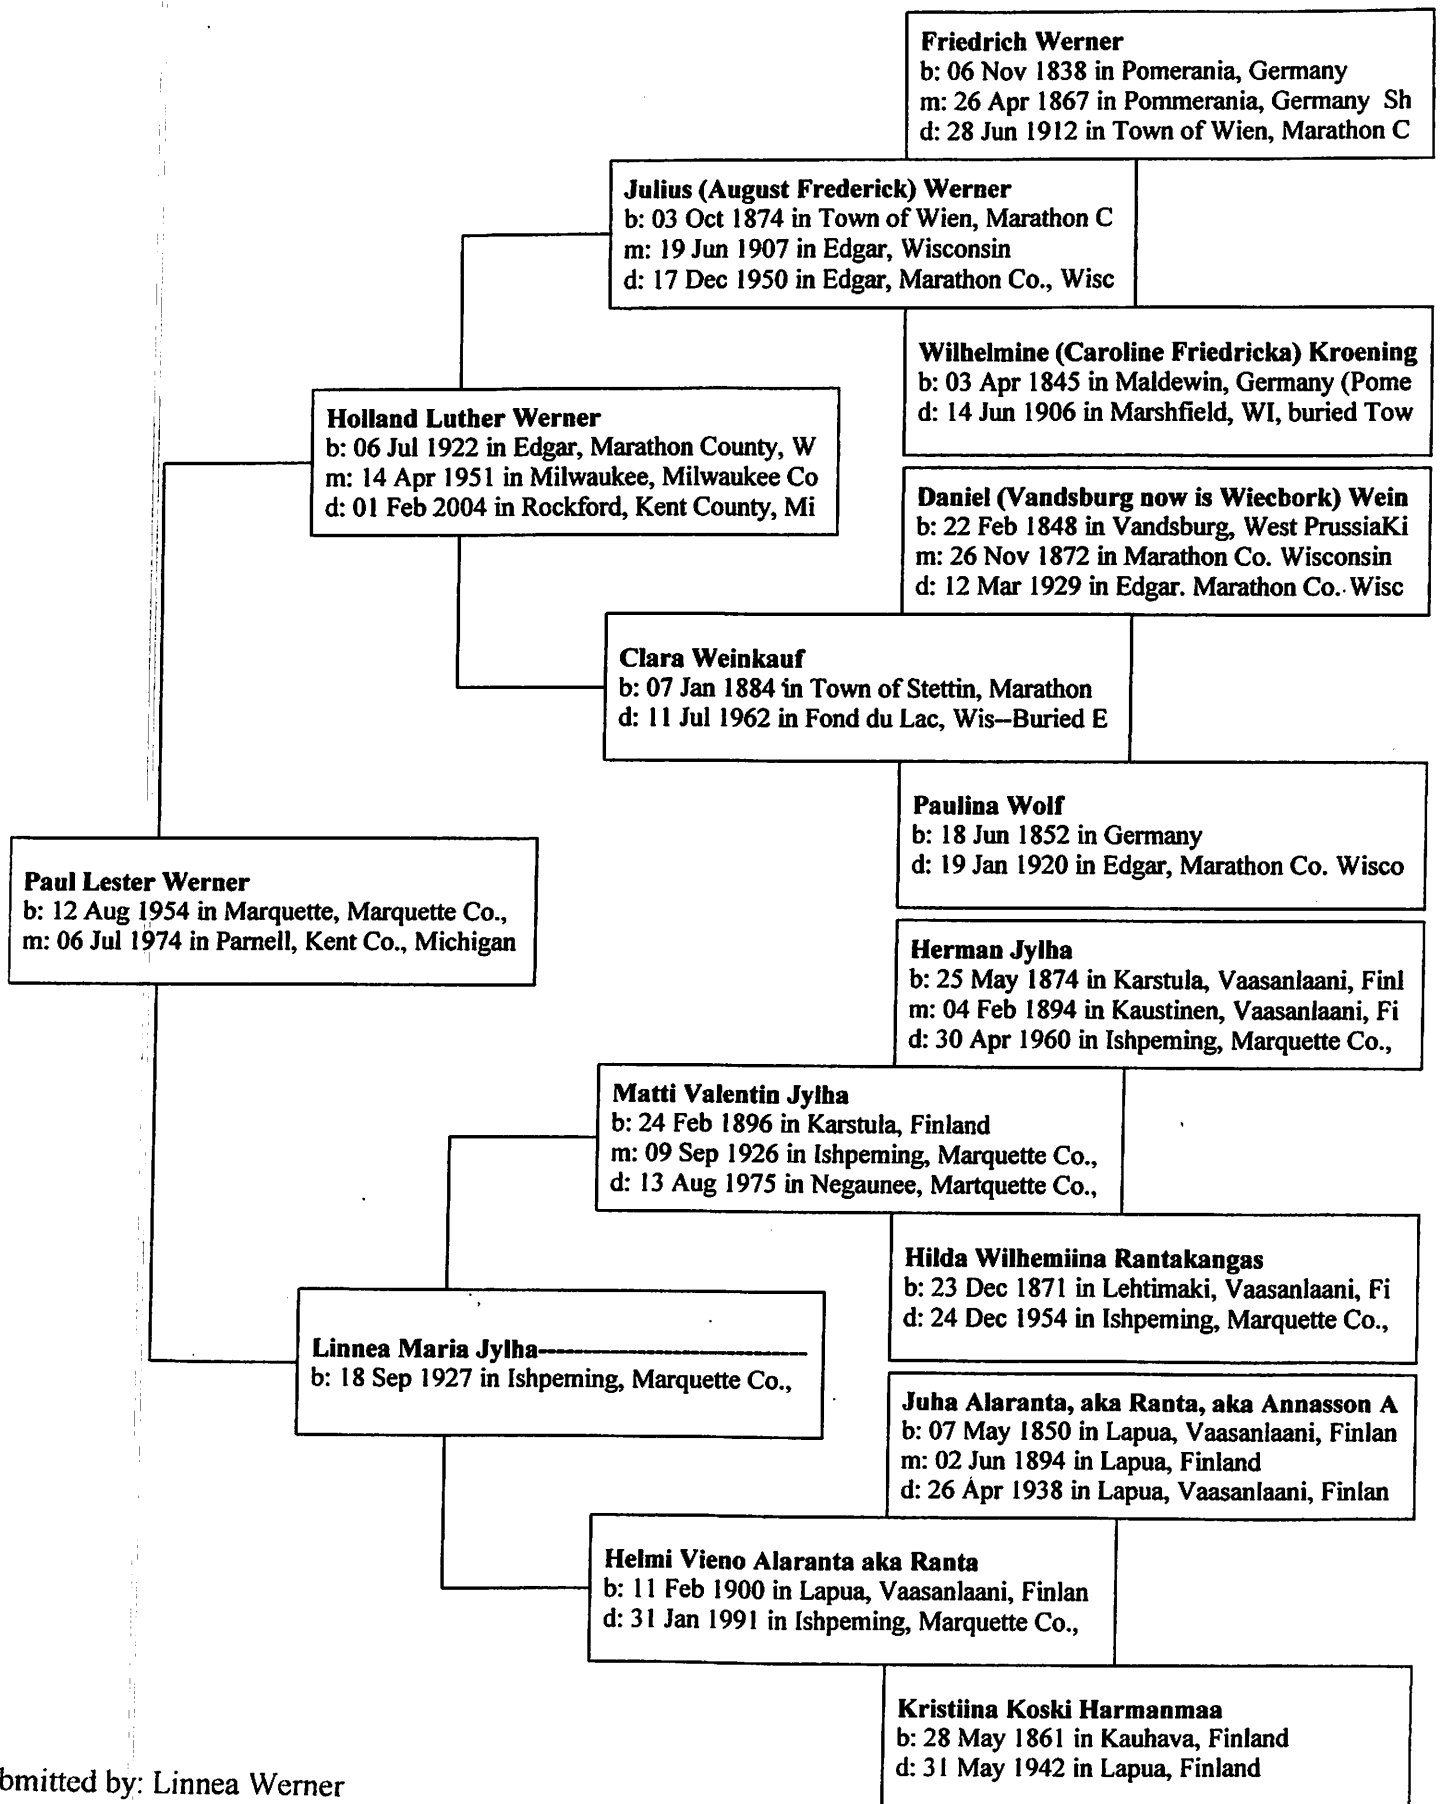 Friedrich Werner
b: 06 Nov 1838 in Pomerania, Germany
m: 26 Apr 1867 in Pommerania, Germany Sh
d: 28 Jun 1912 in Town of Wien, Marathon C
Julius (August Frederick) Werner
b: 03 Oct 1874 in Town of Wien, Marathon C
m: 19 Jun 1907 in Edgar, Wisconsin
d: 17 Dec 1950 in Edgar, Marathon Co., Wisc
Wilhelmine (Caroline Friedricka) Kroening
b: 03 Apr 1845 in Maldewin, Germany (Pome
d: 14 Jun 1906 in Marshfield, WI, buried Tow
Holland Luther Werner
b: 06 Jul 1922 in Edgar, Marathon County, W
m: 14 Apr 1951 in Milwaukee, Milwaukee Co
d: 01 Feb 2004 in Rockford, Kent County, Mi
Daniel (Vandsburg now is Wiecbork) Wein
b: 22 Feb 1848 in Vandsburg, West PrussiaKi
m: 26 Nov 1872 in Marathon Co. Wisconsin
d: 12 Mar 1929 in Edgar. Marathon Co. Wisc
Clara Weinkauf
b: 07 Jan 1884 in Town of Stettin, Marathon
d: 11 Jul 1962 in Fond du Lac, Wis--Buried E
Paulina Wolf
b: 18 Jun 1852 in Germany
d: 19 Jan 1920 in Edgar, Marathon Co. Wisco
Paul Lester Werner
b: 12 Aug 1954 in Marquette, Marquette Co.,
m: 06 Jul 1974 in Parnell, Kent Co., Michigan
Herman Jylha
b: 25 May 1874 in Karstula, Vaasanlaani, Finl
m: 04 Feb 1894 in Kaustinen, Vaasanlaani, Fi
d: 30 Apr 1960 in Ishpeming, Marquette Co.,
Matti Valentin Jylha
b: 24 Feb 1896 in Karstula, Finland
m: 09 Sep 1926 in Ishpeming, Marquette Co.,
d: 13 Aug 1975 in Negaunee, Martquette Co.,
Hilda Wilhemiina Rantakangas
b: 23 Dec 1871 in Lehtimaki, Vaasanlaani, Fi
d: 24 Dec 1954 in Ishpeming, Marquette Co.,
Linnea Maria Jylha---------------------------
b: 18 Sep 1927 in Ishpeming, Marquette Co.,
Juha Alaranta, aka Ranta, aka Annasson A
b: 07 May 1850 in Lapua, Vaasanlaani, Finlan
m: 02 Jun 1894 in Lapua, Finland
d: 26 Apr 1938 in Lapua, Vaasanlaani, Finlan
Helmi Vieno Alaranta aka Ranta
b: 11 Feb 1900 in Lapua, Vaasanlaani, Finlan
d: 31 Jan 1991 in Ishpeming, Marquette Co.,
Kristiina Koski Harmanmaa
b: 28 May 1861 in Kauhava, Finland
d: 31 May 1942 in Lapua, Finland
bmitted by: Linnea Werner